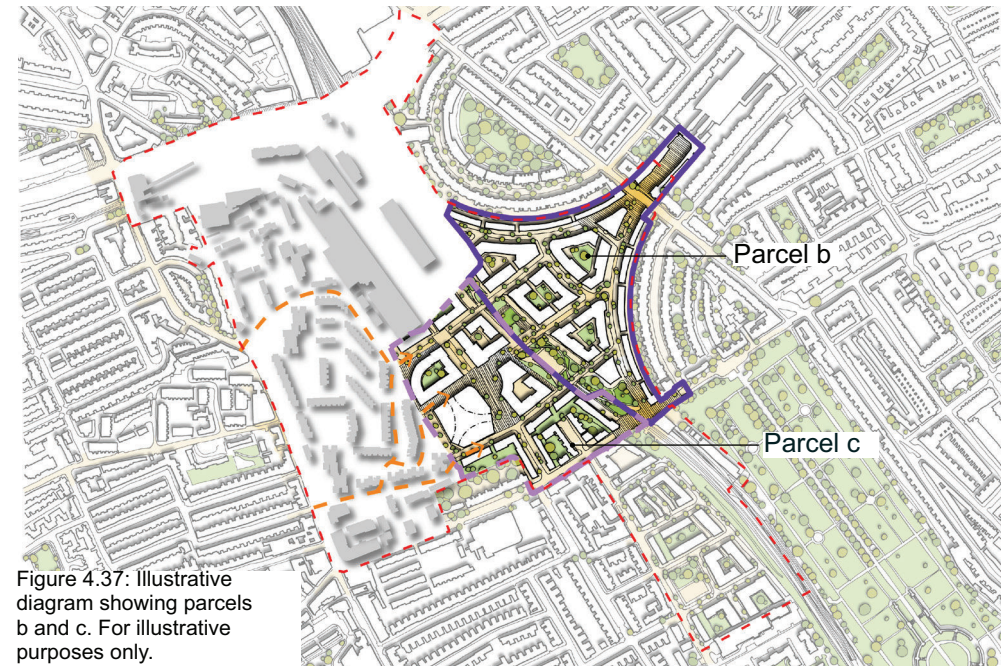 Parcel b
Parcel c
Figure 4.37: Illustrative
diagram showing parcels
b and c. For illustrative
purposes only.